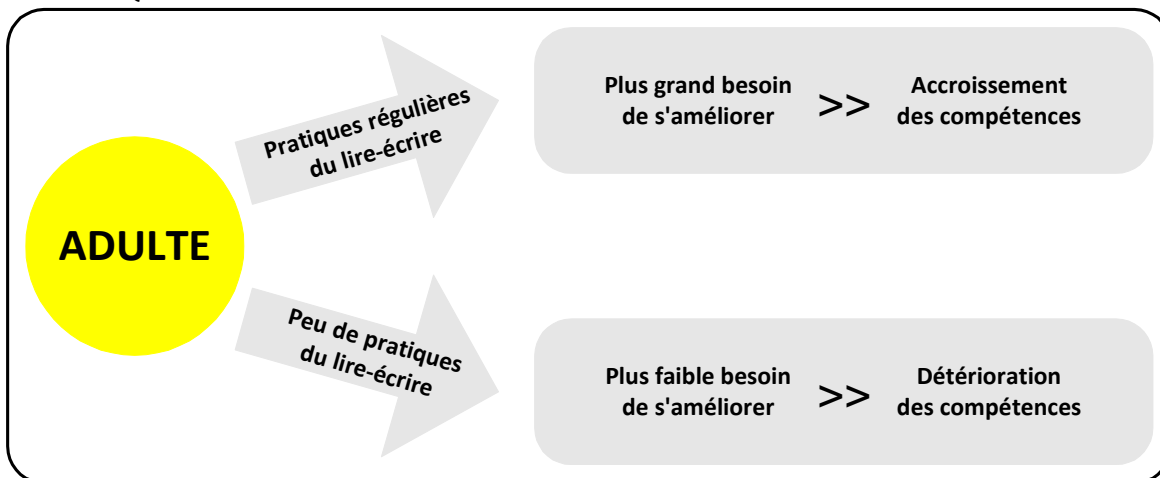 ADULTE
Pratiques régulières
du lire-écrire
Plus grand besoin
de s'améliorer
>>
Accroissement
des compétences
Peu de pratiques
du lire-écrire
Plus faible besoin
de s'améliorer
>>
Détérioration
des compétences